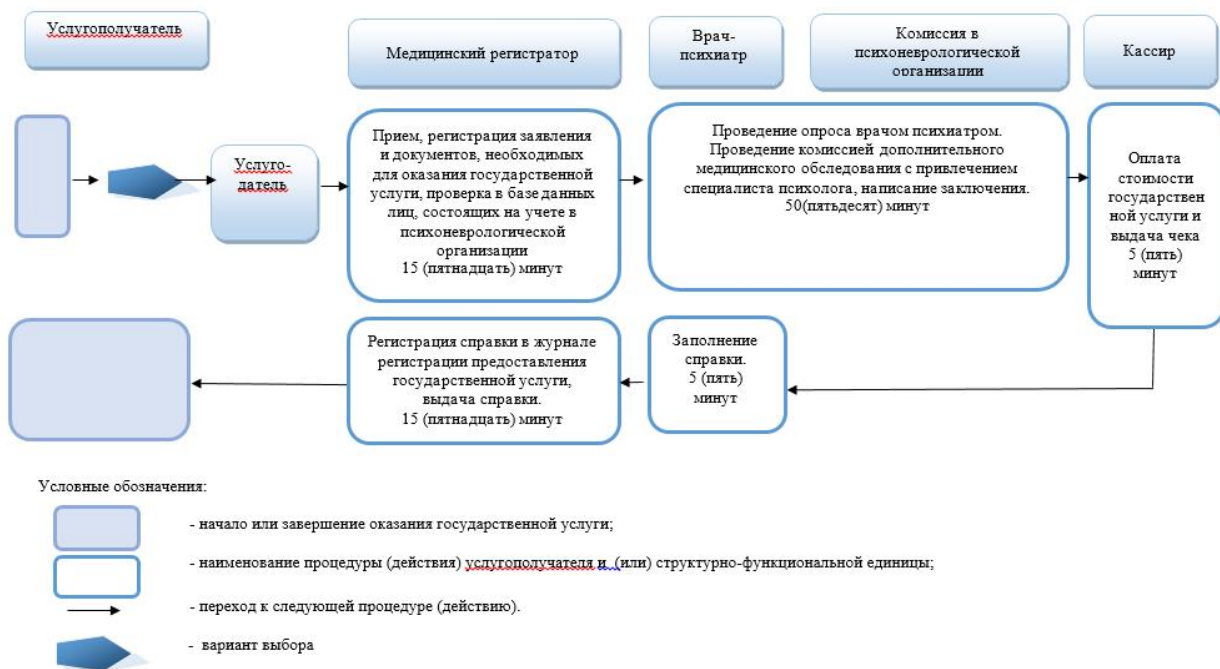 Услугополучатель
Медицинский регистратор
Врач-
психиатр
Комиссия в
психоневрологической
организации
Кассир
Услуго-
датель
Прием, регистрация заявления
и документов, необходимых
для оказания государственной
услуги, проверка в базе данных
лиц, состоящих на учете в
психоневрологической
организации
15 (пятнадцать) минут
Проведение опроса врачом психиатром.
Проведение комиссией дополнительного
медицинского обследования с привлечением
специалиста психолога, написание заключения.
50(пятьдесят) минут
Оплата
стоимости
государствен
ной услуги и
выдача чека
5 (пять)
минут
Регистрация справки в журнале
регистрации предоставления
государственной услуги,
выдача справки.
15 (пятнадцать) минут
Заполнение
справки.
5 (пять)
минут
Условные обозначения:
- начало или завершение оказания государственной услуги;
- наименование процедуры (действия) услугополучателя и (или) структурно-функциональной единицы;
- переход к следующей процедуре (действию).
- вариант выбора